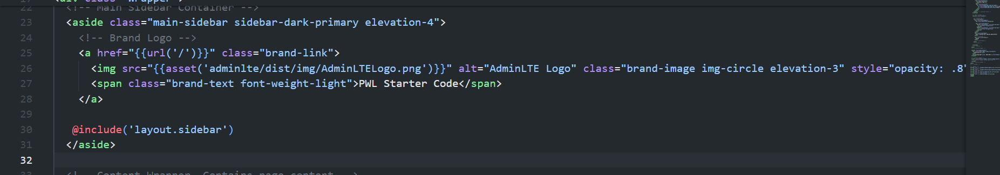 <div class="wrapper">
22 <!-- Main Sidebar Container -->
23 <aside class="main-sidebar sidebar-dark-primary elevation-4">
24 <!-- Brand Logo -->
25 <a href="{{url('/')}}" class="brand-link">
26 <img src="{{asset('adminlte/dist/img/AdminLTELogo.png')}}" alt="AdminLTE Logo" class="brand-image img-circle elevation-3" style="opacity: .8"
27 <span class="brand-text font-weight-light">PWL Starter Code</span>
28 </a>
29
30 @include('layout.sidebar')
31 </aside>
32
33 <!-- Content Wrapper. Contains page content -->